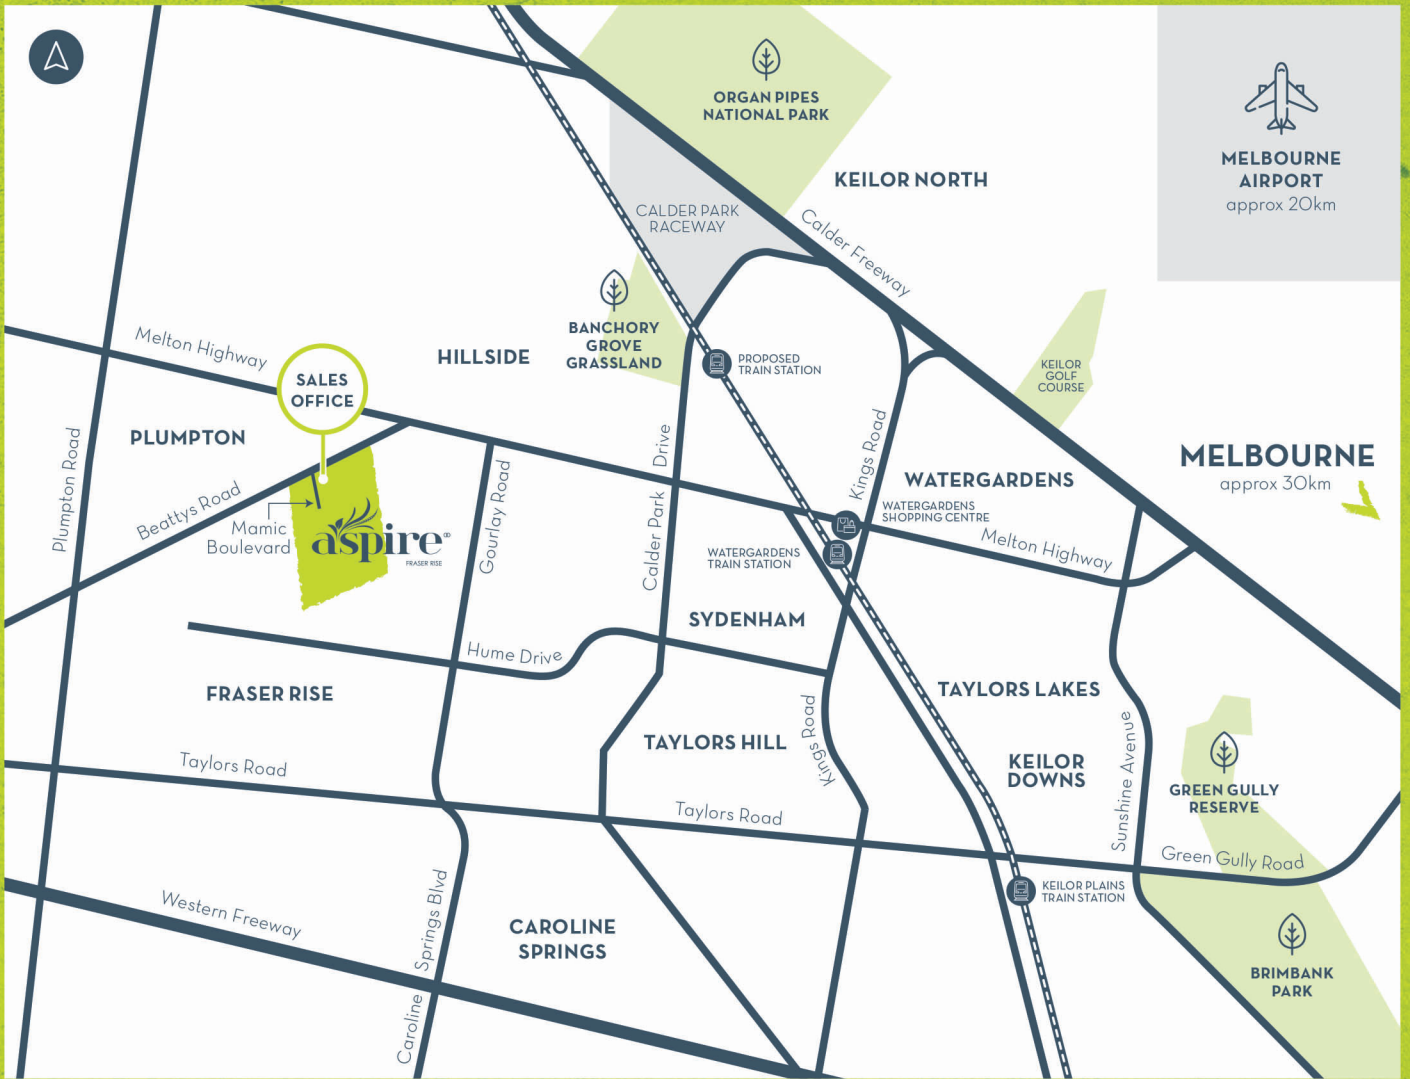 ORGAN PIPES
NATIONAL PARK
MELBOURNE
AIRPORT
approx 20km
KEILOR NORTH
CALDER PARK
RACEWAY
Calder Freeway
BANCHORY
GROVE
GRASSLAND
Melton Highway
HILLSIDE
PROPOSED
TRAIN STATION
KEILOR
GOLF
COURSE
SALES
OFFICE
PLUMPTON
Plumpton Road
Beattys Road
Mamic
Boulevard
aspire
FRASER RISE
Gourlay Road
Calder Park Drive
Kings Road
WATERGARDENS
WATERGARDENS
SHOPPING CENTRE
MELBOURNE
approx 30km
Melton Highway
WATERGARDENS
TRAIN STATION
SYDENHAM
Hume Drive
FRASER RISE
TAYLORS LAKES
TAYLORS HILL
Kings Road
KEILOR
DOWNS
Sunshine Avenue
GREEN GULLY
RESERVE
Taylors Road
Taylors Road
Green Gully Road
KEILOR PLAINS
TRAIN STATION
Western Freeway
Caroline Springs Blvd
CAROLINE
SPRINGS
BRIMBANK
PARK